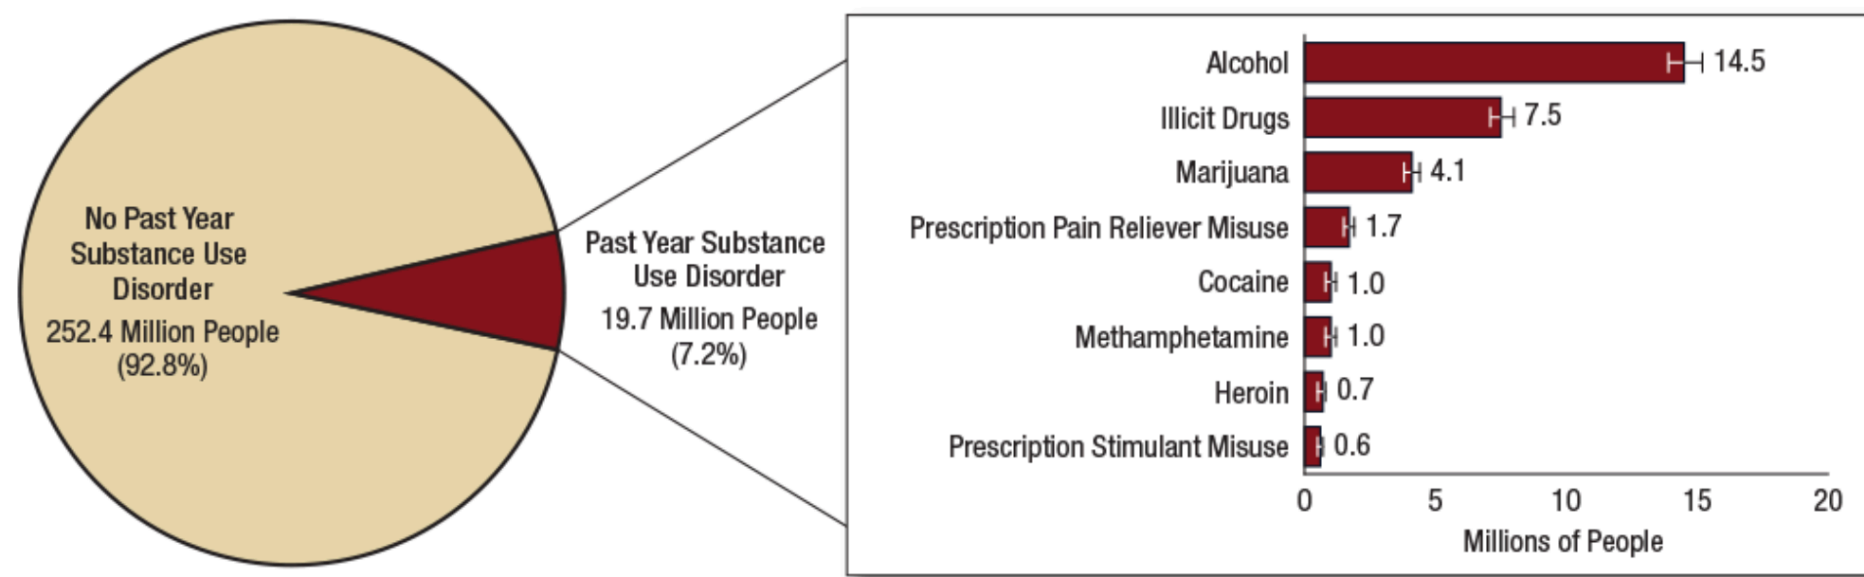 No Past Year
Substance Use
Disorder
252.4 Million People
(92.8%)
Past Year Substance
Use Disorder
19.7 Million People
(7.2%)
Alcohol 14.5
Illicit Drugs 7.5
Marijuana 4.1
Prescription Pain Reliever Misuse 1.7
Cocaine 1.0
Methamphetamine 1.0
Heroin 0.7
Prescription Stimulant Misuse 0.6
0 5 10 15 20
Millions of People